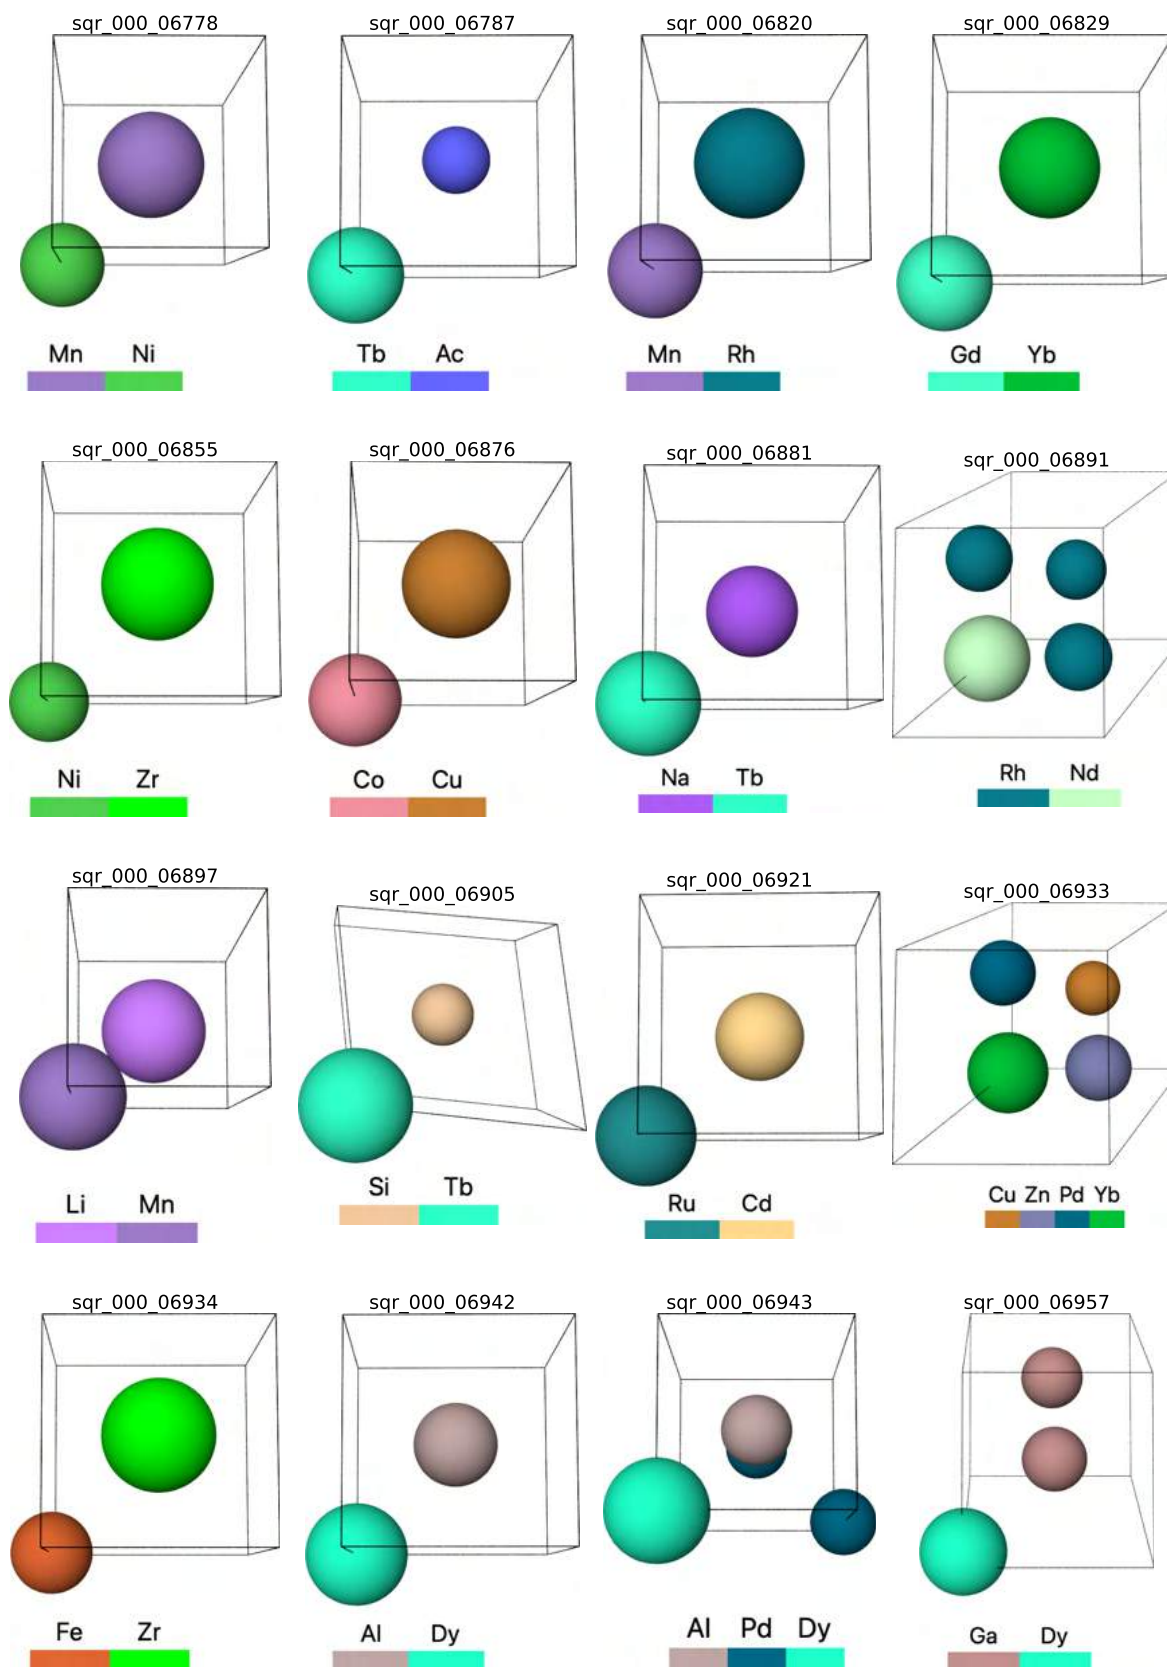 sqr_000_06778 sqr_000_06787 sqr_000_06820 sqr_000_06829
Mn Ni Tb Ac Mn Rh Gd Yb
sqr_000_06855 sqr_000_06876 sqr_000_06881 sqr_000_06891
Ni Zr Co Cu Na Tb Rh Nd
sqr_000_06897 sqr_000_06905 sqr_000_06921 sqr_000_06933
Li Mn Si Tb Ru Cd Cu Zn Pd Yb
sqr_000_06934 sqr_000_06942 sqr_000_06943 sqr_000_06957
Fe Zr Al Dy Al Pd Dy Ga Dy